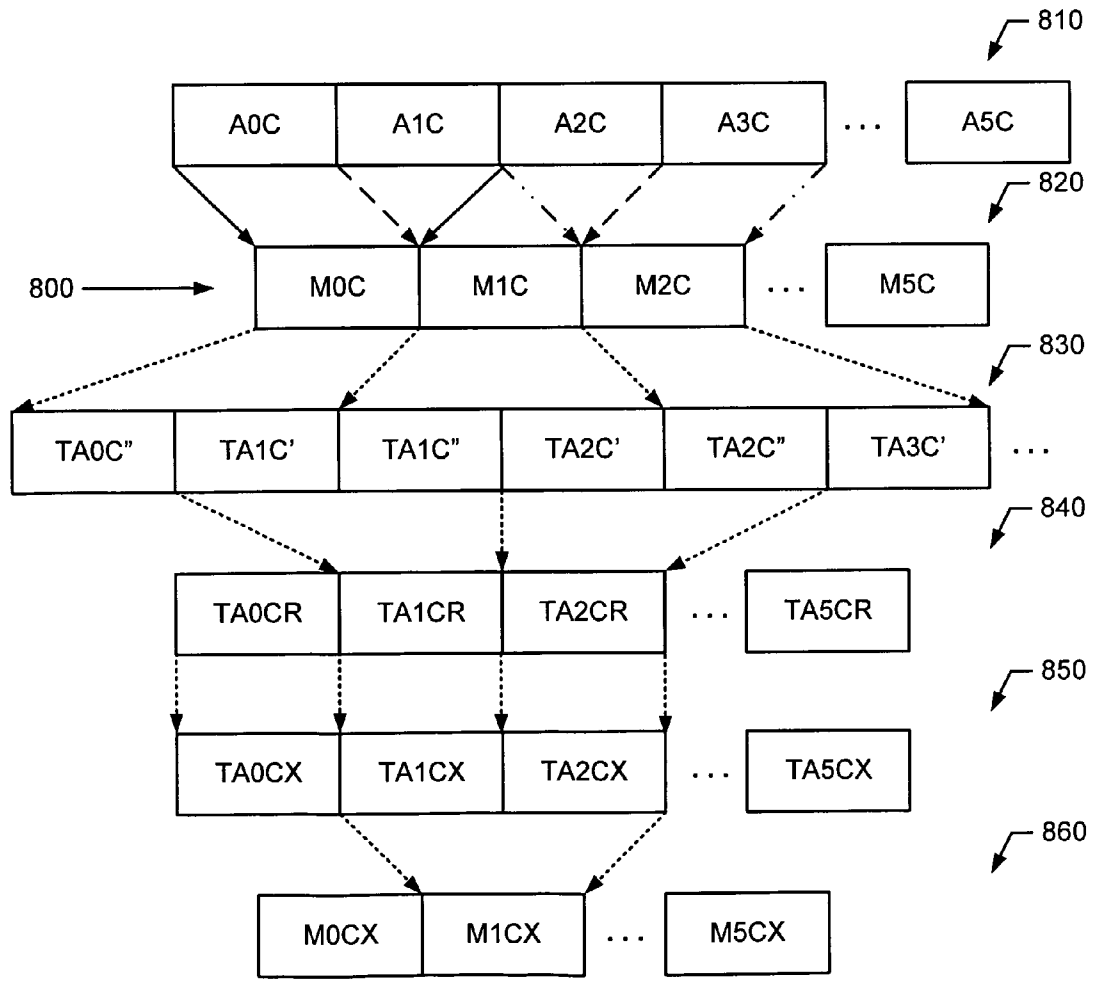 810
A0C A1C A2C A3C ... A5C
820
800 M0C M1C M2C ... M5C
830
TA0C" TA1C' TA1C" TA2C' TA2C" TA3C' ...
840
TA0CR TA1CR TA2CR ... TA5CR
850
TA0CX TA1CX TA2CX ... TA5CX
860
M0CX M1CX ... M5CX